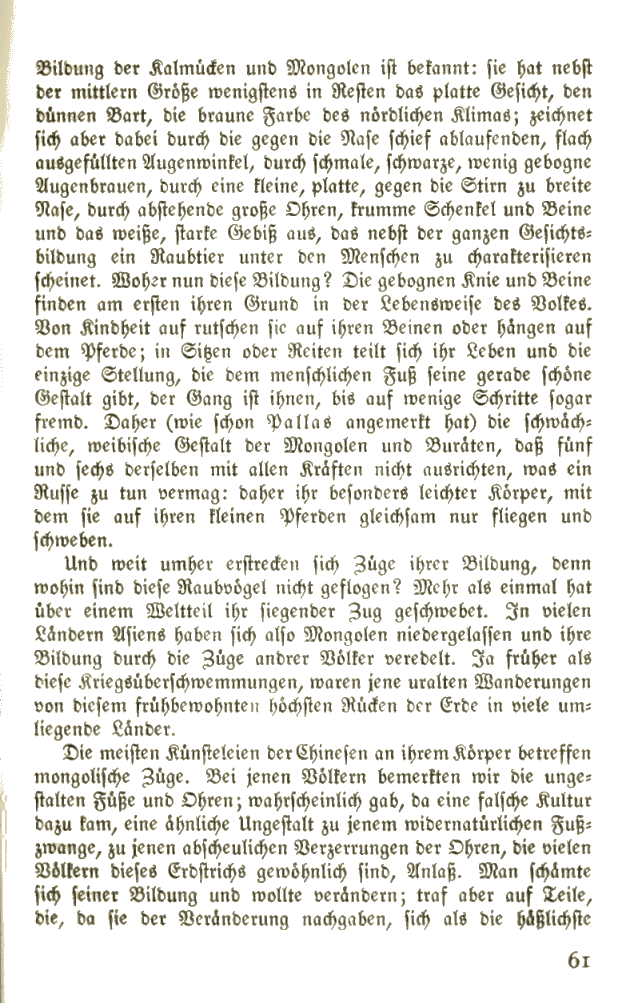 Bildung der Kalmücken und Mongolen ist bekannt: sie hat nebst
der mittlern Größe wenigstens in Resten das platte Gesicht, den
dünnen Bart, die braune Farbe des nördlichen Klimas; zeichnet
sich aber dabei durch die gegen die Nase schief ablaufenden, flach
ausgefüllten Augenwinkel, durch schmale, schwarze, wenig gebogne
Augenbrauen, durch eine kleine, platte, gegen die Stirn zu breite
Nase, durch abstehende große Ohren, krumme Schenkel und Beine
und das weiße, starke Gebiß aus, das nebst der ganzen Gesichts-
bildung ein Raubtier unter den Menschen zu charakterisieren
scheinet. Woher nun diese Bildung? Die gebognen Knie und Beine
finden am ersten ihren Grund in der Lebensweise des Volkes.
Von Kindheit auf rutschen sie auf ihren Beinen oder hängen auf
dem Pferde; in Sitzen oder Reiten teilt sich ihr Leben und die
einzige Stellung, die dem menschlichen Fuß seine gerade schöne
Gestalt gibt, der Gang ist ihnen, bis auf wenige Schritte sogar
fremd. Daher (wie schon Pallas angemerkt hat) die schwäch-
liche, weibische Gestalt der Mongolen und Buräten, daß fünf
und sechs derselben mit allen Kräften nicht ausrichten, was ein
Russe zu tun vermag: daher ihr besonders leichter Körper, mit
dem sie auf ihren kleinen Pferden gleichsam nur fliegen und
schweben.
Und weit umher erstrecken sich Züge ihrer Bildung, denn
wohin sind diese Raubvögel nicht geflogen? Mehr als einmal hat
über einem Weltteil ihr siegender Zug geschwebet. In vielen
Ländern Asiens haben sich also Mongolen niedergelassen und ihre
Bildung durch die Züge andrer Völker veredelt. Ja früher als
diese Kriegsüberschwemmungen, waren jene uralten Wanderungen
von diesem frühbewohnten höchsten Rücken der Erde in viele um-
liegende Länder.
Die meisten Künsteleien der Chinesen an ihrem Körper betreffen
mongolische Züge. Bei jenen Völkern bemerkten wir die unge-
stalten Füße und Ohren; wahrscheinlich gab, da eine falsche Kultur
dazu kam, eine ähnliche Ungestalt zu jenem widernatürlichen Fuß-
zwange, zu jenen abscheulichen Verzerrungen der Ohren, die vielen
Völkern dieses Erdstrichs gewöhnlich sind, Anlaß. Man schämte
sich seiner Bildung und wollte verändern; traf aber auf Teile,
die, da sie der Veränderung nachgaben, sich als die häßlichste
61